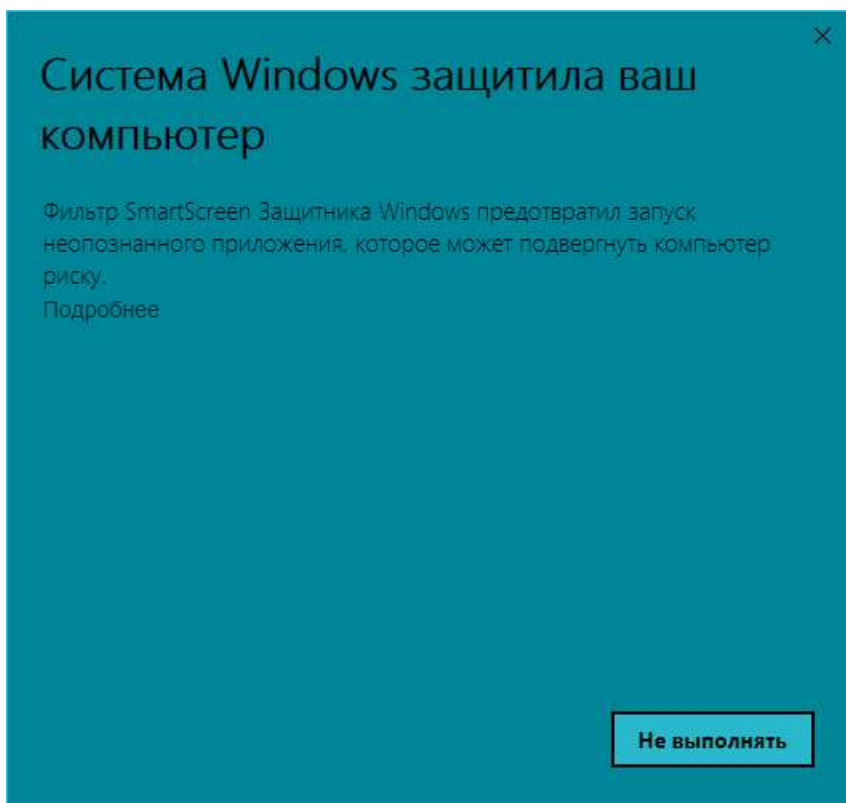 Система Windows защитила ваш
компьютер
Фильтр SmartScreen Защитника Windows предотвратил запуск
неопознанного приложения, которое может подвергнуть компьютер
риску.
Подробнее
Не выполнять